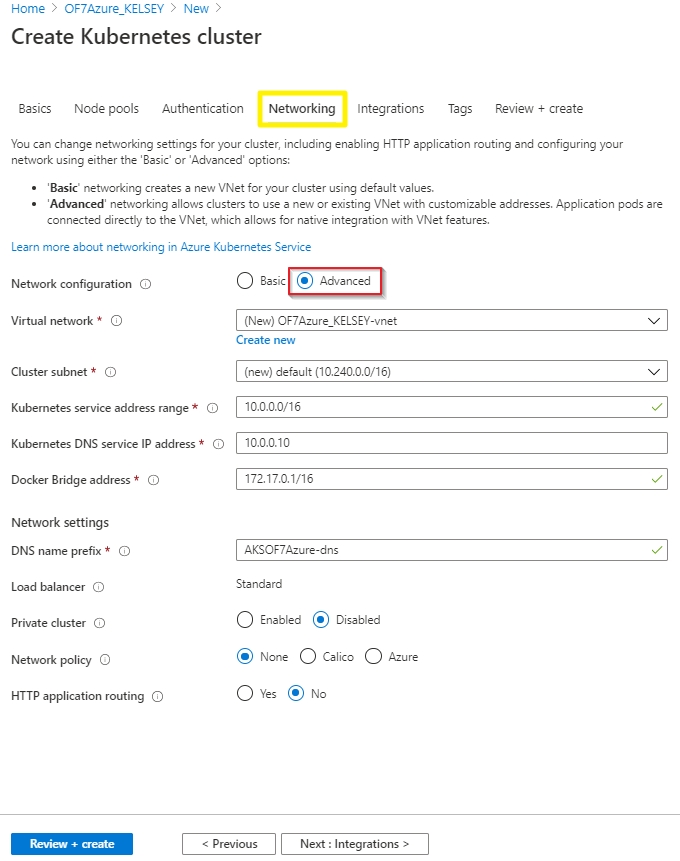 Home > OF7Azure_KELSEY > New >
Create Kubernetes cluster
Basics Node pools Authentication Networking Integrations Tags Review + create
You can change networking settings for your cluster, including enabling HTTP application routing and configuring your
network using either the 'Basic' or 'Advanced' options:
• 'Basic' networking creates a new VNet for your cluster using default values.
• 'Advanced' networking allows clusters to use a new or existing VNet with customizable addresses. Application pods are
connected directly to the VNet, which allows for native integration with VNet features.
Learn more about networking in Azure Kubernetes Service
Network configuration Basic Advanced
Virtual network * (New) OF7Azure_KELSEY-vnet
Create new
Cluster subnet * (new) default (10.240.0.0/16)
Kubernetes service address range * 10.0.0.0/16
Kubernetes DNS service IP address * 10.0.0.10
Docker Bridge address * 172.17.0.1/16
Network settings
DNS name prefix * AKSOF7Azure-dns
Load balancer Standard
Private cluster Enabled Disabled
Network policy None Calico Azure
HTTP application routing Yes No
Review + create < Previous Next : Integrations >